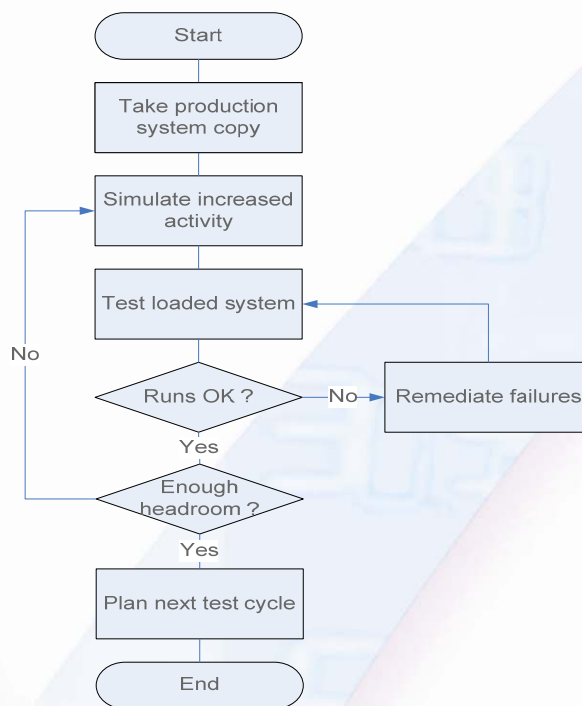 Start
Take production
system copy
Simulate increased
activity
Test loaded system
No
Runs OK ?
No
Remediate failures
Yes
Enough
headroom ?
Yes
Plan next test cycle
End